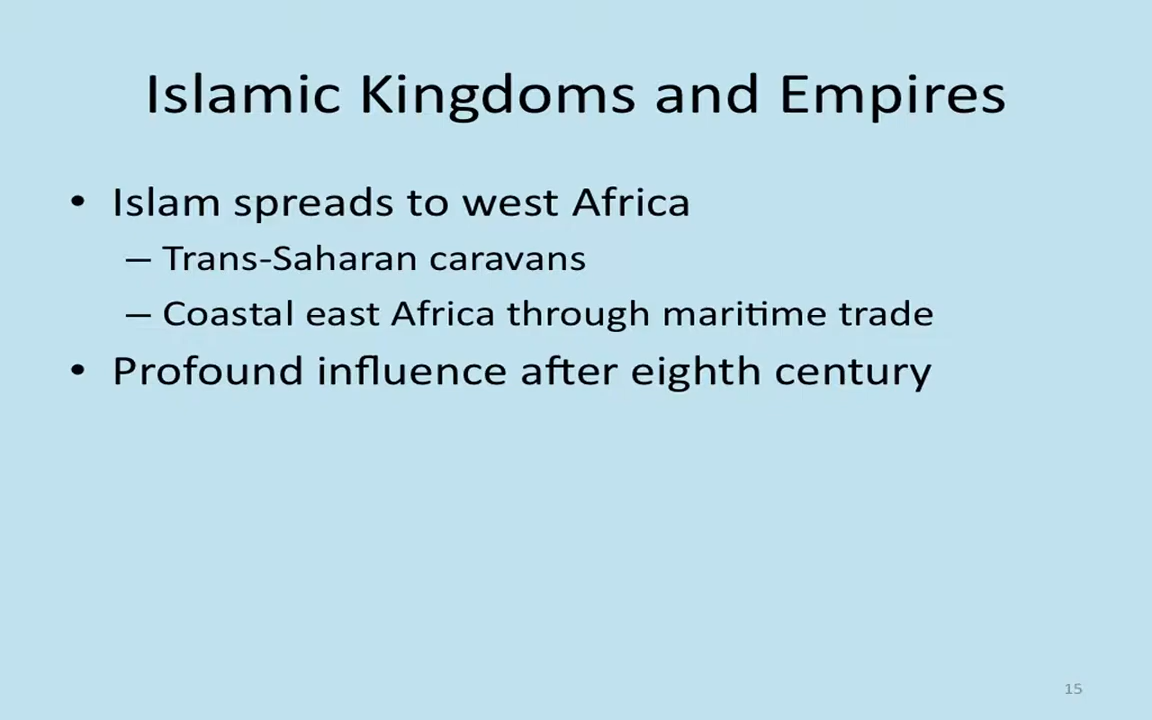 Islamic Kingdoms and Empires
• Islam spreads to west Africa
– Trans-Saharan caravans
– Coastal east Africa through maritime trade
• Profound influence after eighth century
15